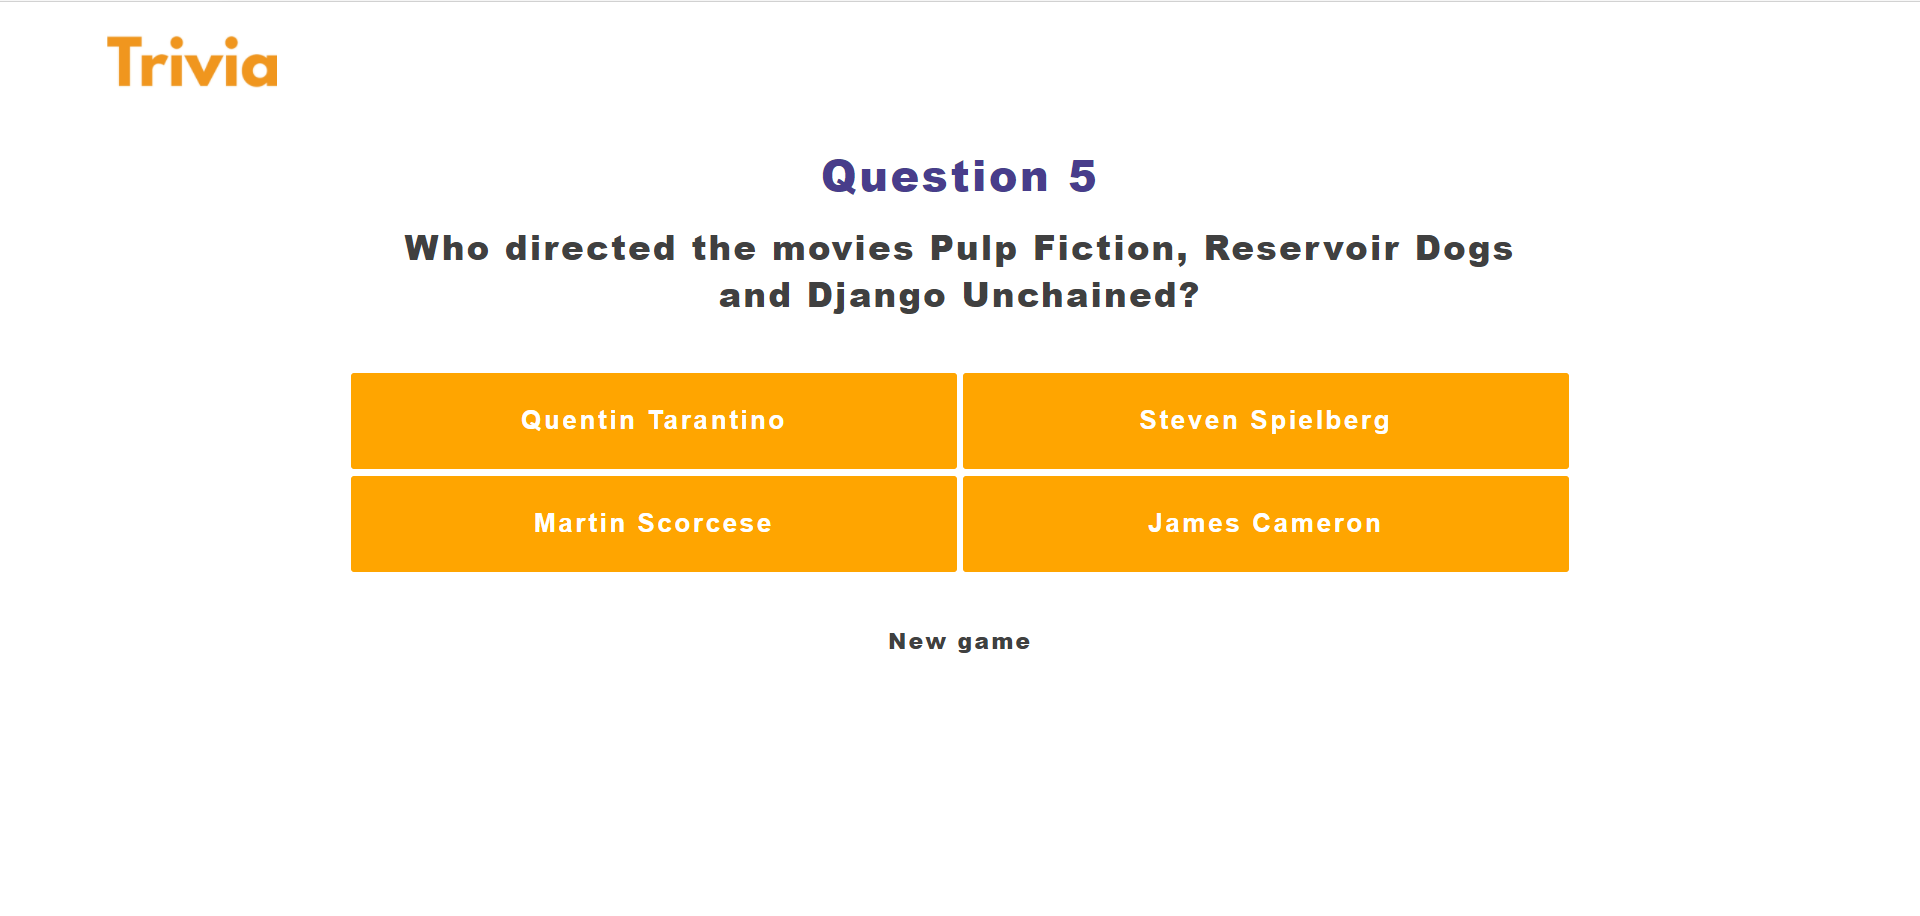 Trivia
Question 5
Who directed the movies Pulp Fiction, Reservoir Dogs
and Django Unchained?
Quentin Tarantino
Steven Spielberg
Martin Scorcese
James Cameron
New game